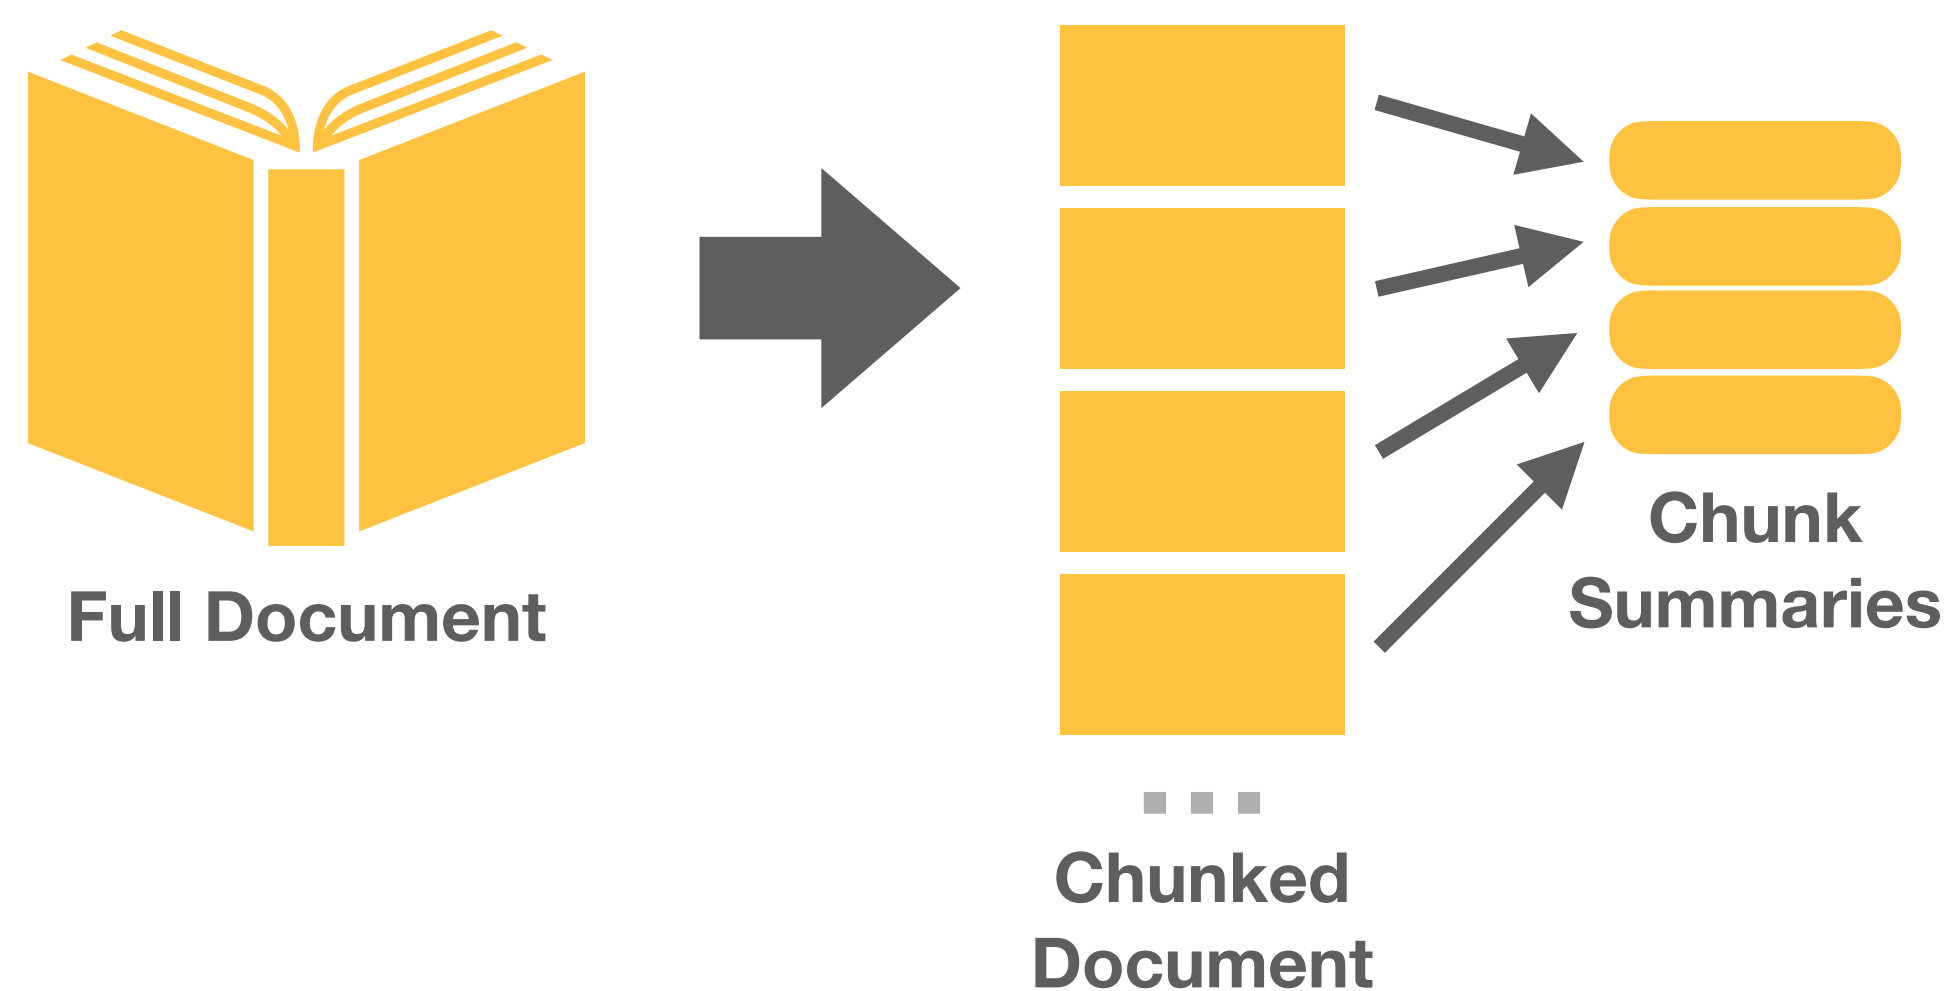 Full Document
Chunked
Document
Chunk
Summaries